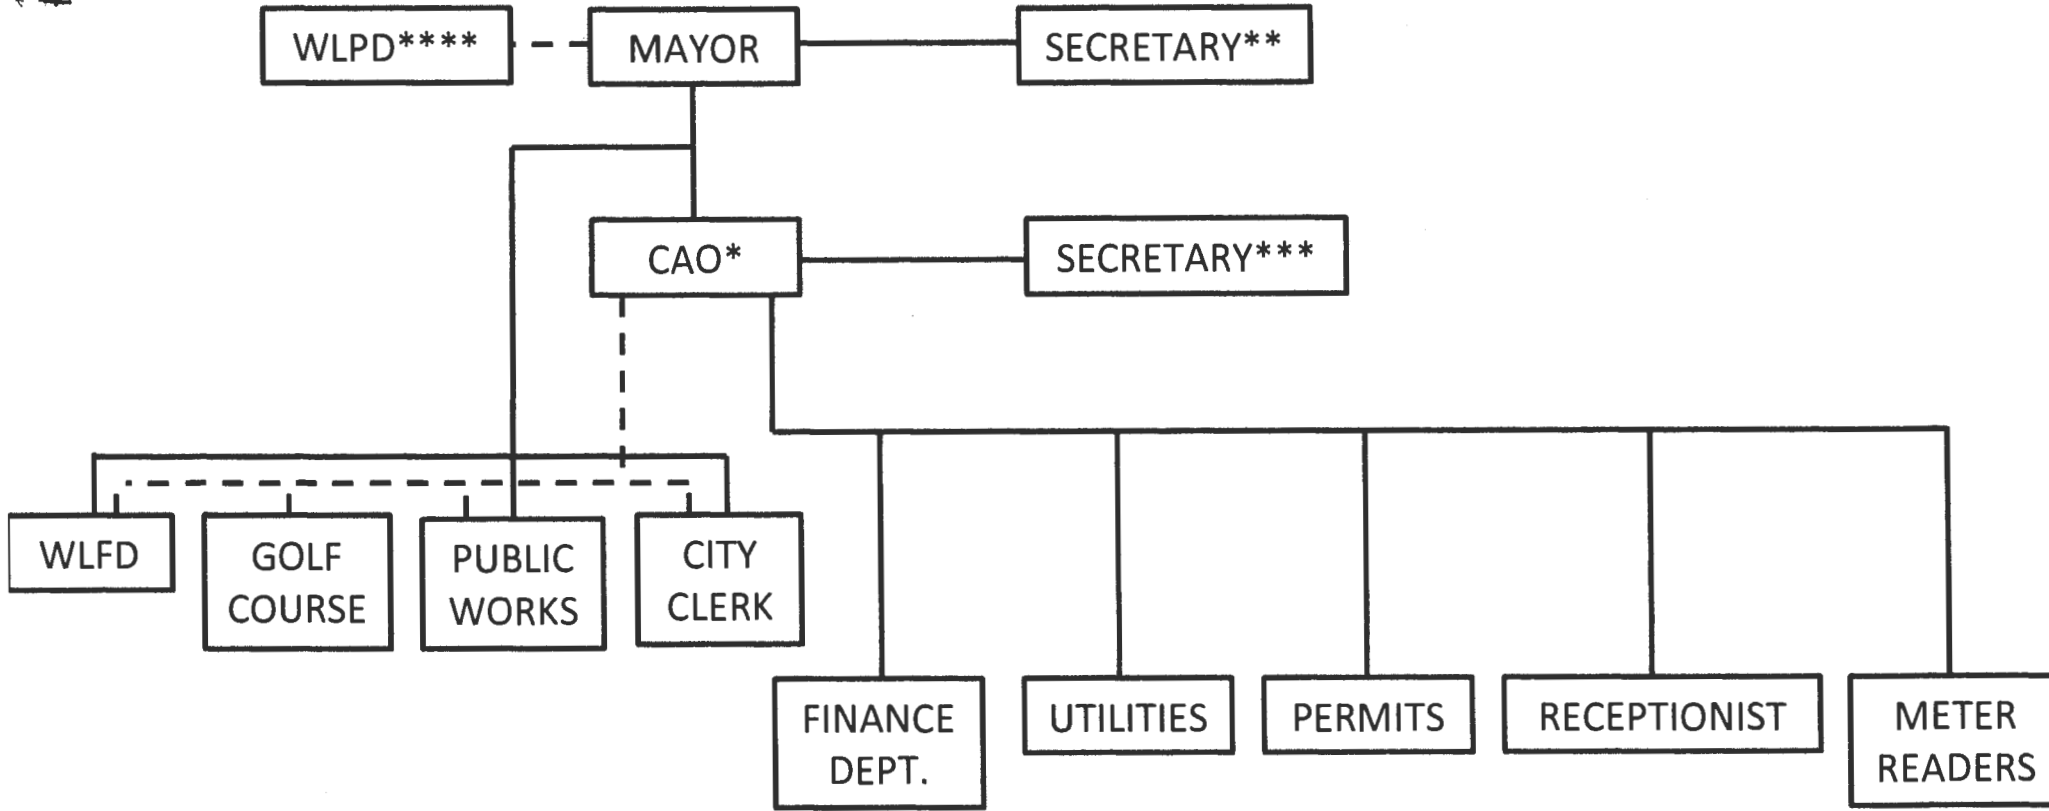 WLPD****
MAYOR
SECRETARY**
CAO*
SECRETARY***
WLFD
GOLF
COURSE
PUBLIC
WORKS
CITY
CLERK
FINANCE
DEPT.
UTILITIES
PERMITS
RECEPTIONIST
METER
READERS